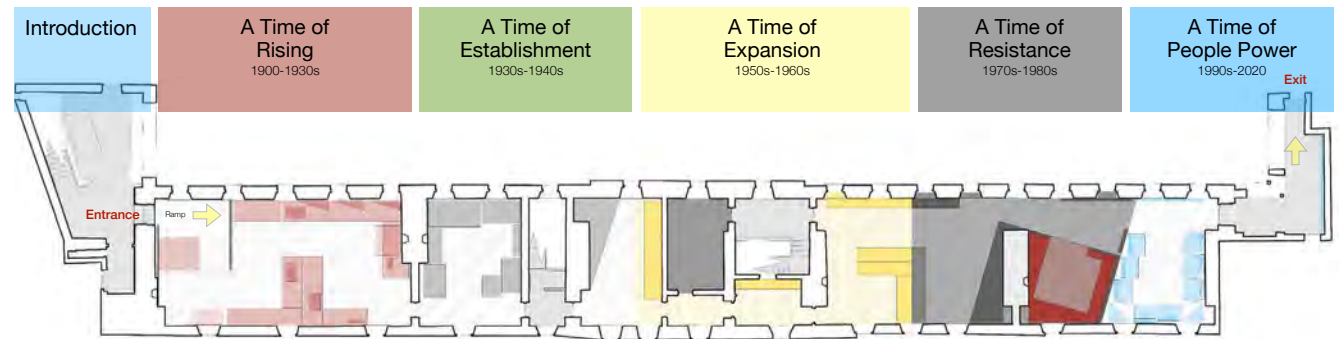 Introduction
A Time of
Rising
1900-1930s
A Time of
Establishment
1930s-1940s
A Time of
Expansion
1950s-1960s
A Time of
Resistance
1970s-1980s
A Time of
People Power
1990s-2020
Exit
Entrance
Ramp